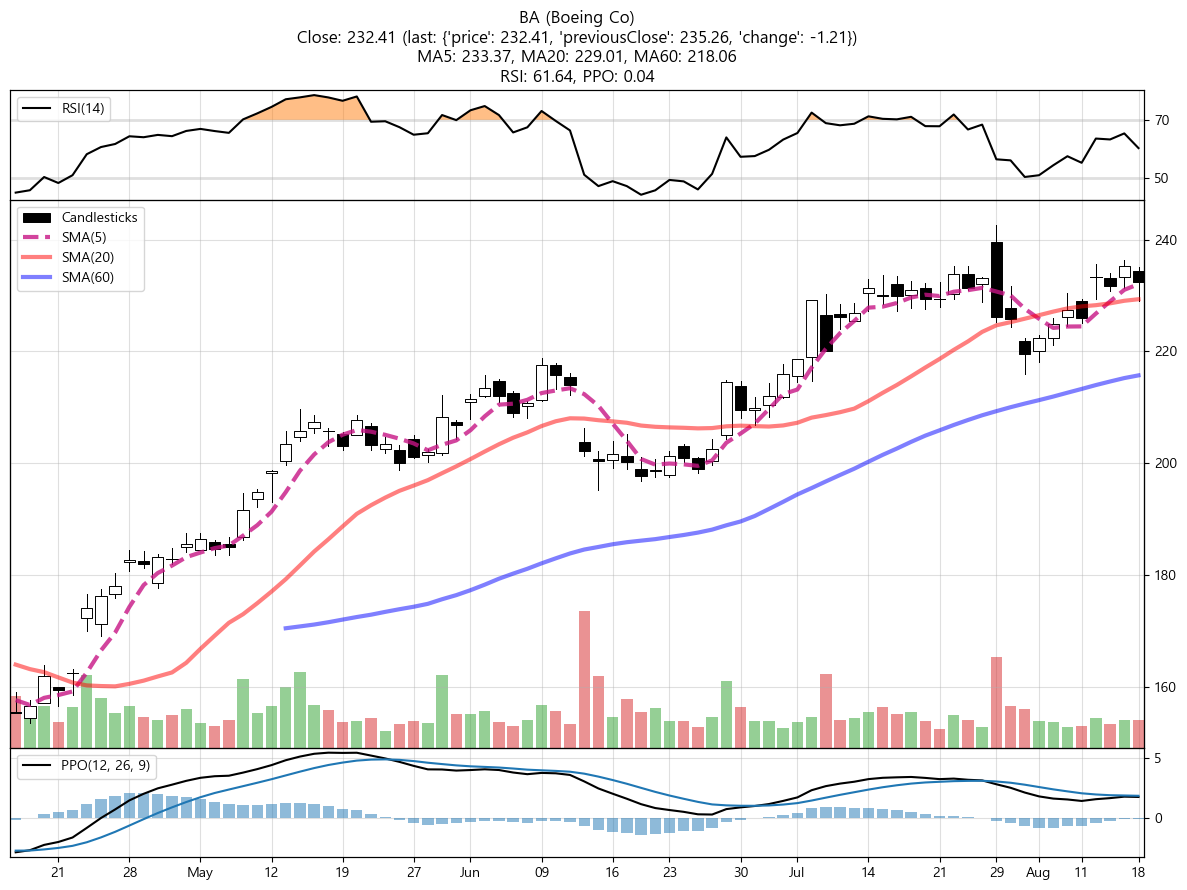 BA (Boeing Co)
Close: 232.41 (last: {'price': 232.41, 'previousClose': 235.26, 'change': -1.21})
MA5: 233.37, MA20: 229.01, MA60: 218.06
RSI: 61.64, PPO: 0.04
RSI(14)
70
50
Candlesticks
SMA(5)
SMA(20)
SMA(60)
240
220
200
180
160
PPO(12, 26, 9)
5
0
21 28 May 12 19 27 Jun 09 16 23 30 Jul 14 21 29 Aug 11 18